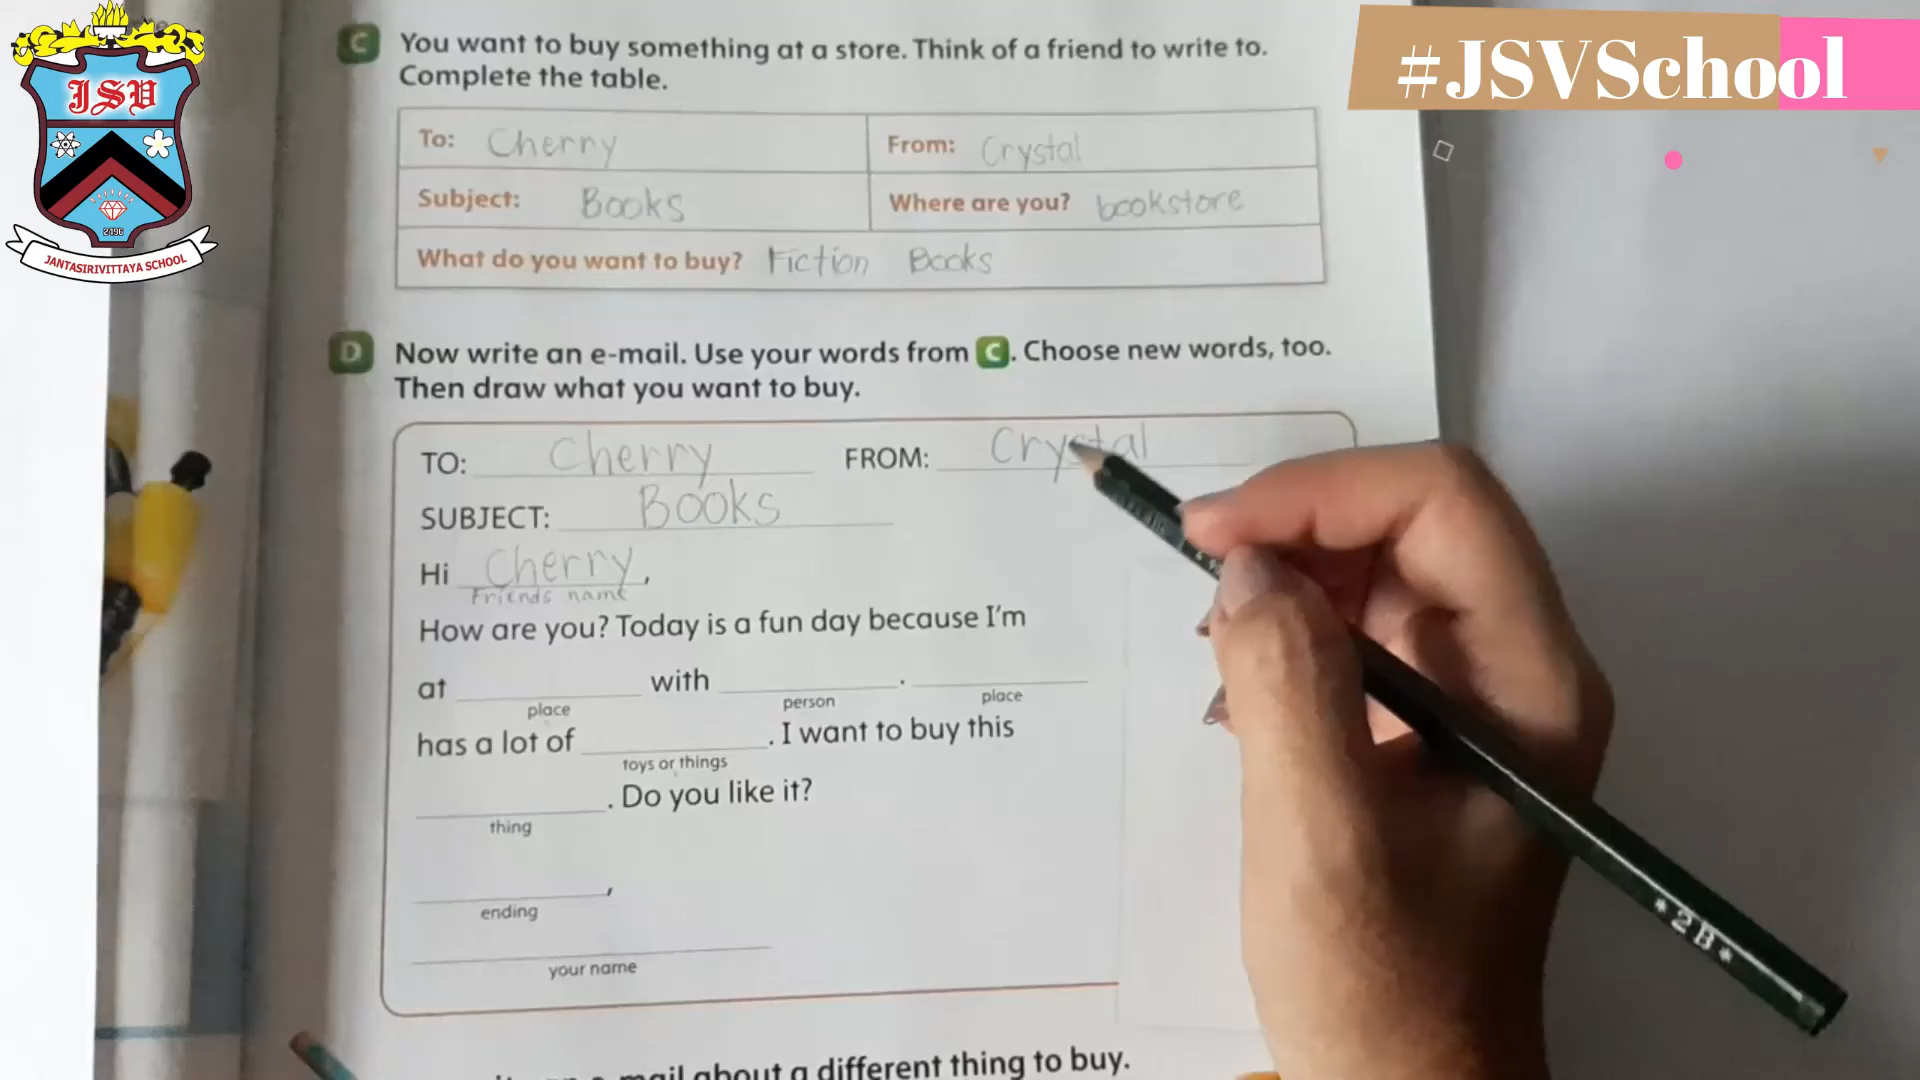 JSV
2496
JANTASIRIVITTAYA SCHOOL
#JSVSchool
C You want to buy something at a store. Think of a friend to write to.
Complete the table.
To: Cherry From: Crystal
Subject: Books Where are you? bookstore
What do you want to buy? Fiction Books
D Now write an e-mail. Use your words from C. Choose new words, too.
Then draw what you want to buy.
TO: Cherry FROM: Crystal
SUBJECT: Books
Hi Cherry,
Friends name
How are you? Today is a fun day because I'm
at with .
place person place
has a lot of . I want to buy this
toys or things
. Do you like it?
thing
,
ending
your name
about a different thing to buy.
* 2B *